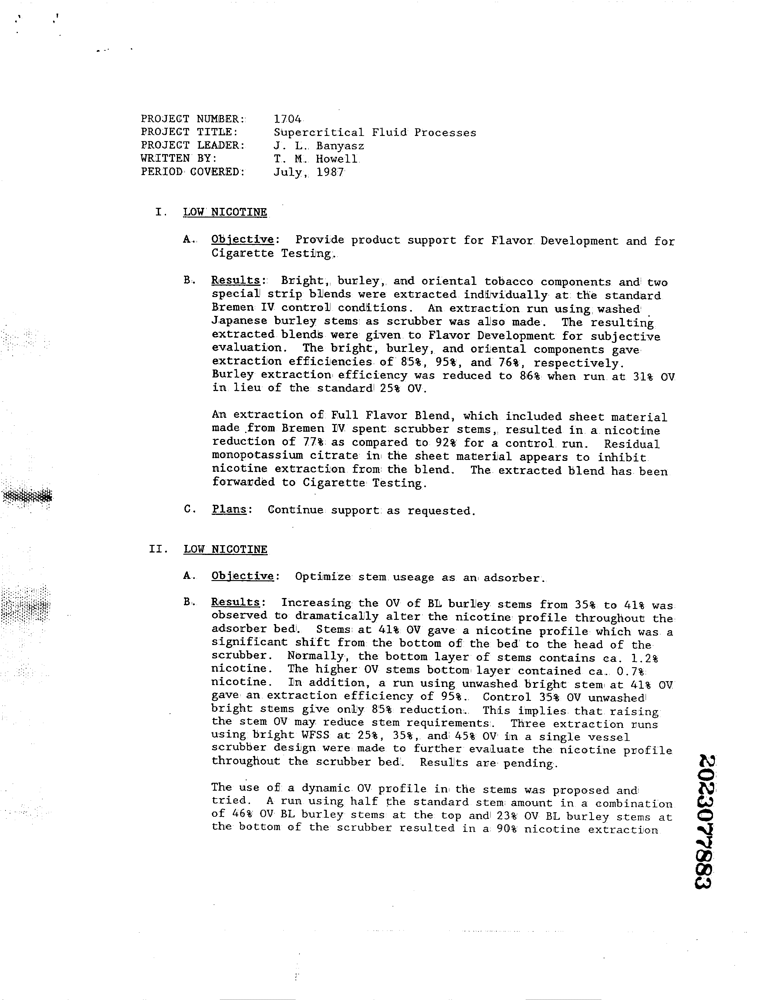 PROJECT NUMBER: 1704
PROJECT TITLE: Supercritical Fluid Processes
PROJECT LEADER: J. L. Banyasz
WRITTEN BY: T. M. Howell
PERIOD COVERED: July, 1987
I. LOW NICOTINE
A. Objective: Provide product support for Flavor Development and for
Cigarette Testing.
B. Results: Bright, burley, and oriental tobacco components and two
special strip blends were extracted individually at the standard
Bremen IV control conditions. An extraction run using washed
Japanese burley stems as scrubber was also made. The resulting
extracted blends were given to Flavor Development for subjective
evaluation. The bright, burley, and oriental components gave
extraction efficiencies of 85%, 95%, and 76%, respectively.
Burley extraction efficiency was reduced to 86% when run at 31% OV
in lieu of the standard 25% OV.
An extraction of Full Flavor Blend, which included sheet material
made from Bremen IV spent scrubber stems, resulted in a nicotine
reduction of 77% as compared to 92% for a control run. Residual
monopotassium citrate in the sheet material appears to inhibit
nicotine extraction from the blend. The extracted blend has been
forwarded to Cigarette Testing.
C. Plans: Continue support as requested.
II. LOW NICOTINE
A. Objective: Optimize stem useage as an adsorber.
B. Results: Increasing the OV of BL burley stems from 35% to 41% was
observed to dramatically alter the nicotine profile throughout the
adsorber bed. Stems at 41% OV gave a nicotine profile which was a
significant shift from the bottom of the bed to the head of the
scrubber. Normally, the bottom layer of stems contains ca. 1.2%
nicotine. The higher OV stems bottom layer contained ca. 0.7%
nicotine. In addition, a run using unwashed bright stem at 41% OV
gave an extraction efficiency of 95%. Control 35% OV unwashed
bright stems give only 85% reduction. This implies that raising
the stem OV may reduce stem requirements. Three extraction runs
using bright WFSS at 25%, 35%, and 45% OV in a single vessel
scrubber design were made to further evaluate the nicotine profile
throughout the scrubber bed. Results are pending.
The use of a dynamic OV profile in the stems was proposed and
tried. A run using half the standard stem amount in a combination
of 46% OV BL burley stems at the top and 23% OV BL burley stems at
the bottom of the scrubber resulted in a 90% nicotine extraction
2023077883